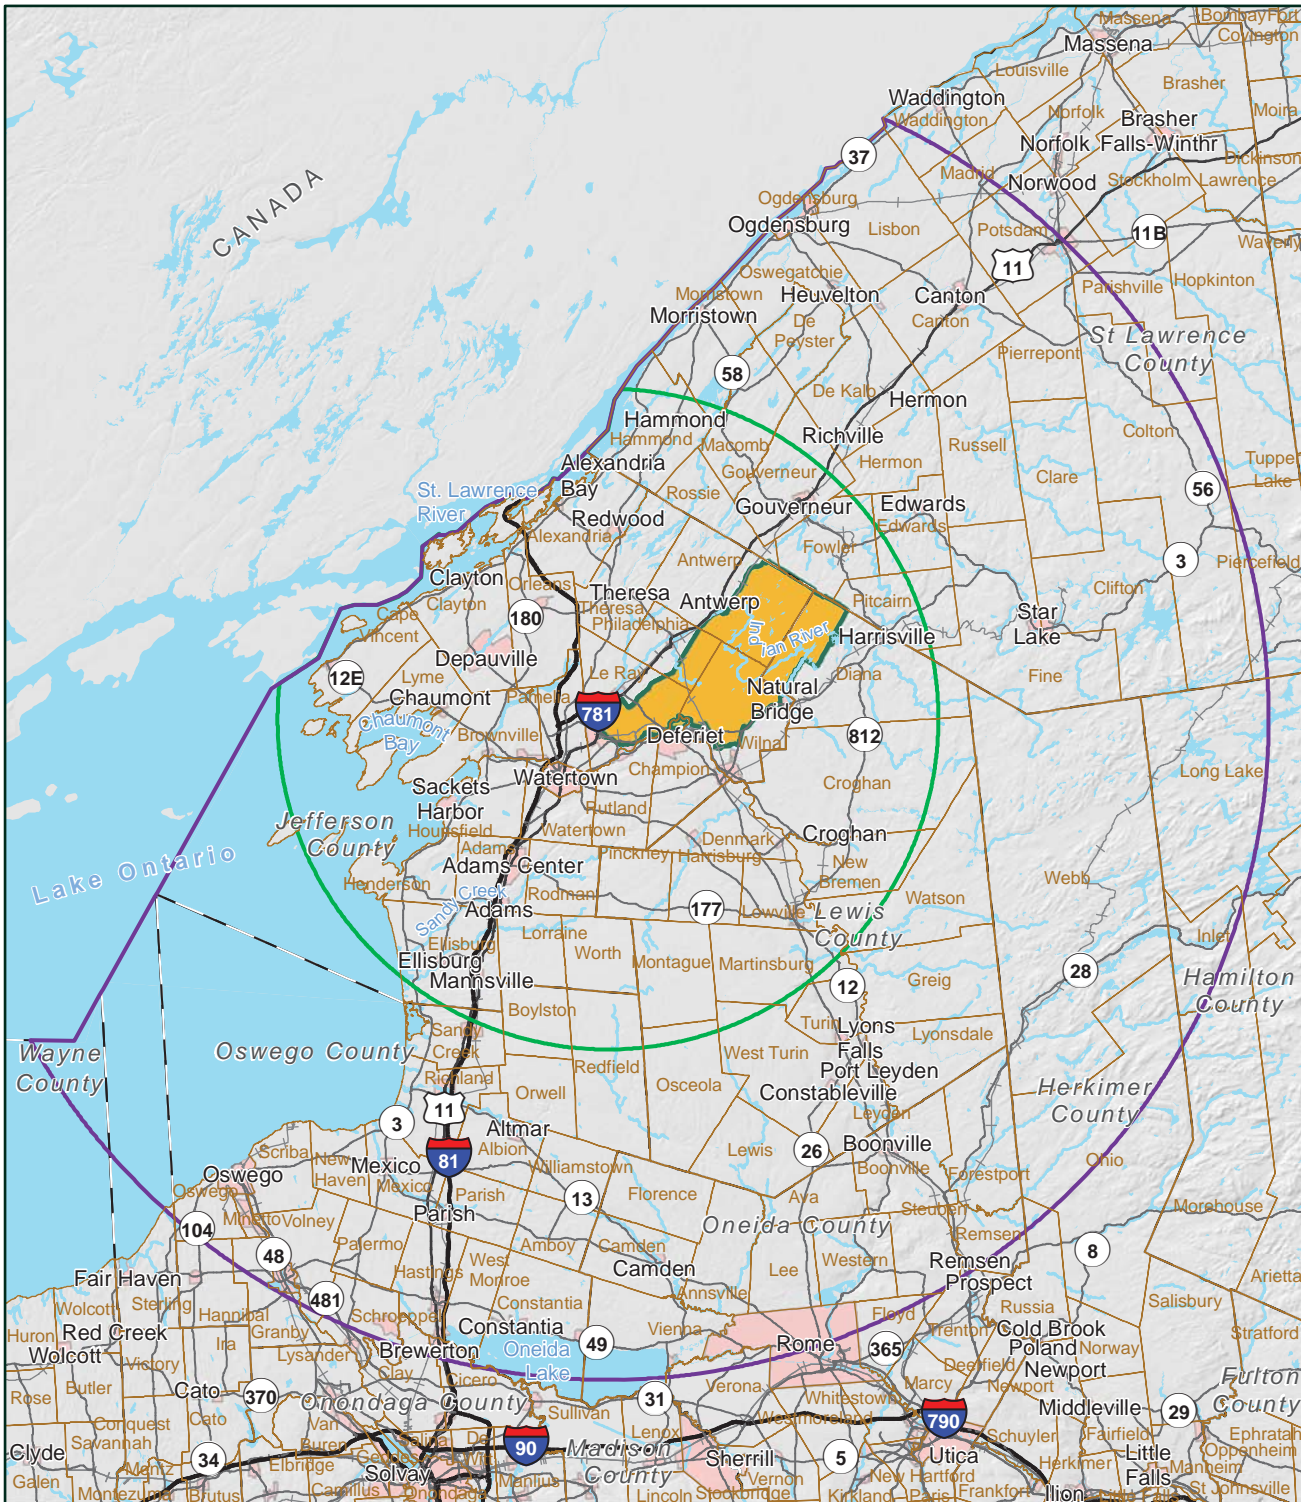 Massena
Bombay
Fort
Covington
Massena
Louisville
Brasher
Waddington
Waddington
Norfolk
Brasher
Falls-Winthr
Moira
37
Norfolk
Dickinson
CANADA
Madrid
Norwood
Stockholm
Lawrence
Ogdensburg
Ogdensburg
Lisbon
Potsdam
11B
Waverly
11
Oswegatchie
Hopkinton
Morristown
Heuvelton
Canton
Parishville
Morristown
De
Peyster
Canton
St Lawrence
County
Pierrepont
58
De Kalb
Hermon
Hammond
Richville
Colton
Hammond
Macomb
Russell
Alexandria
Bay
Gouverneur
Hermon
Clare
Tupper
Lake
St. Lawrence
River
Rossie
56
Gouverneur
Edwards
Redwood
Edwards
Alexandria
Fowler
3
Antwerp
Piercefield
Clayton
Orleans
Theresa
Clifton
Clayton
Theresa
Antwerp
Pitcairn
Cape
Vincent
180
Philadelphia
Indian River
Harrisville
Star
Lake
Depauville
12E
Lyme
Le Ray
Diana
Fine
Chaumont
Pamelia
Natural
Bridge
781
Chaumont
Bay
Brownville
Deferiet
Wilna
812
Champion
Long Lake
Sackets
Harbor
Watertown
Croghan
Rutland
Jefferson
County
Hounsfield
Watertown
Denmark
Croghan
Adams
Pinckney
Harrisburg
Lake Ontario
Adams Center
New
Bremen
Henderson
Rodman
Webb
Sandy Creek
Adams
177
Lowville
Lewis
County
Watson
Lorraine
Inlet
Ellisburg
Worth
Ellisburg
Montague
Martinsburg
28
Hamilton
County
Mannsville
12
Greig
Boylston
Turin
Lyons
Falls
Lyonsdale
Wayne
County
Oswego County
Sandy
Creek
West Turin
Redfield
Port Leyden
Richland
Orwell
Osceola
Constableville
Herkimer
County
11
Leyden
3
Altmar
Boonville
81
Albion
Lewis
26
Scriba
New
Haven
Mexico
Williamstown
Boonville
Ohio
Oswego
Forestport
Oswego
Mexico
Parish
13
Florence
Ava
Morehouse
Minetto
Volney
Parish
Oneida County
Steuben
104
Remsen
Palermo
Amboy
Camden
Western
8
48
West
Monroe
Camden
Lee
Remsen
Fair Haven
Hastings
Prospect
Arietta
Sterling
481
Annsville
Wolcott
Hannibal
Constantia
Floyd
Russia
Salisbury
Schroeppel
Huron
Red Creek
Granby
Constantia
Vienna
Trenton
Cold Brook
Stratford
Ira
49
Rome
365
Poland
Wolcott
Lysander
Brewerton
Oneida
Lake
Deerfield
Norway
Victory
Newport
Clay
Cicero
Verona
Marcy
Newport
Fulton
County
Rose
Butler
Cato
370
Onondaga County
31
Whitestown
Middleville
Conquest
Cato
Van
Buren
Sullivan
Westmoreland
790
29
Clyde
Savannah
Lenox
Schuyler
Fairfield
Ephratah
34
Mentz
Elbridge
90
Madison
County
Sherrill
5
Utica
Little
Falls
Oppenheim
Herkimer
Manheim
Galen
Solvay
Vernon
New Hartford
Montezuma
Brutus
Camillus
Onondaga
Manlius
Lincoln
Stockbridge
Kirkland
Paris
Frankfort
Ilion
St Johnsville